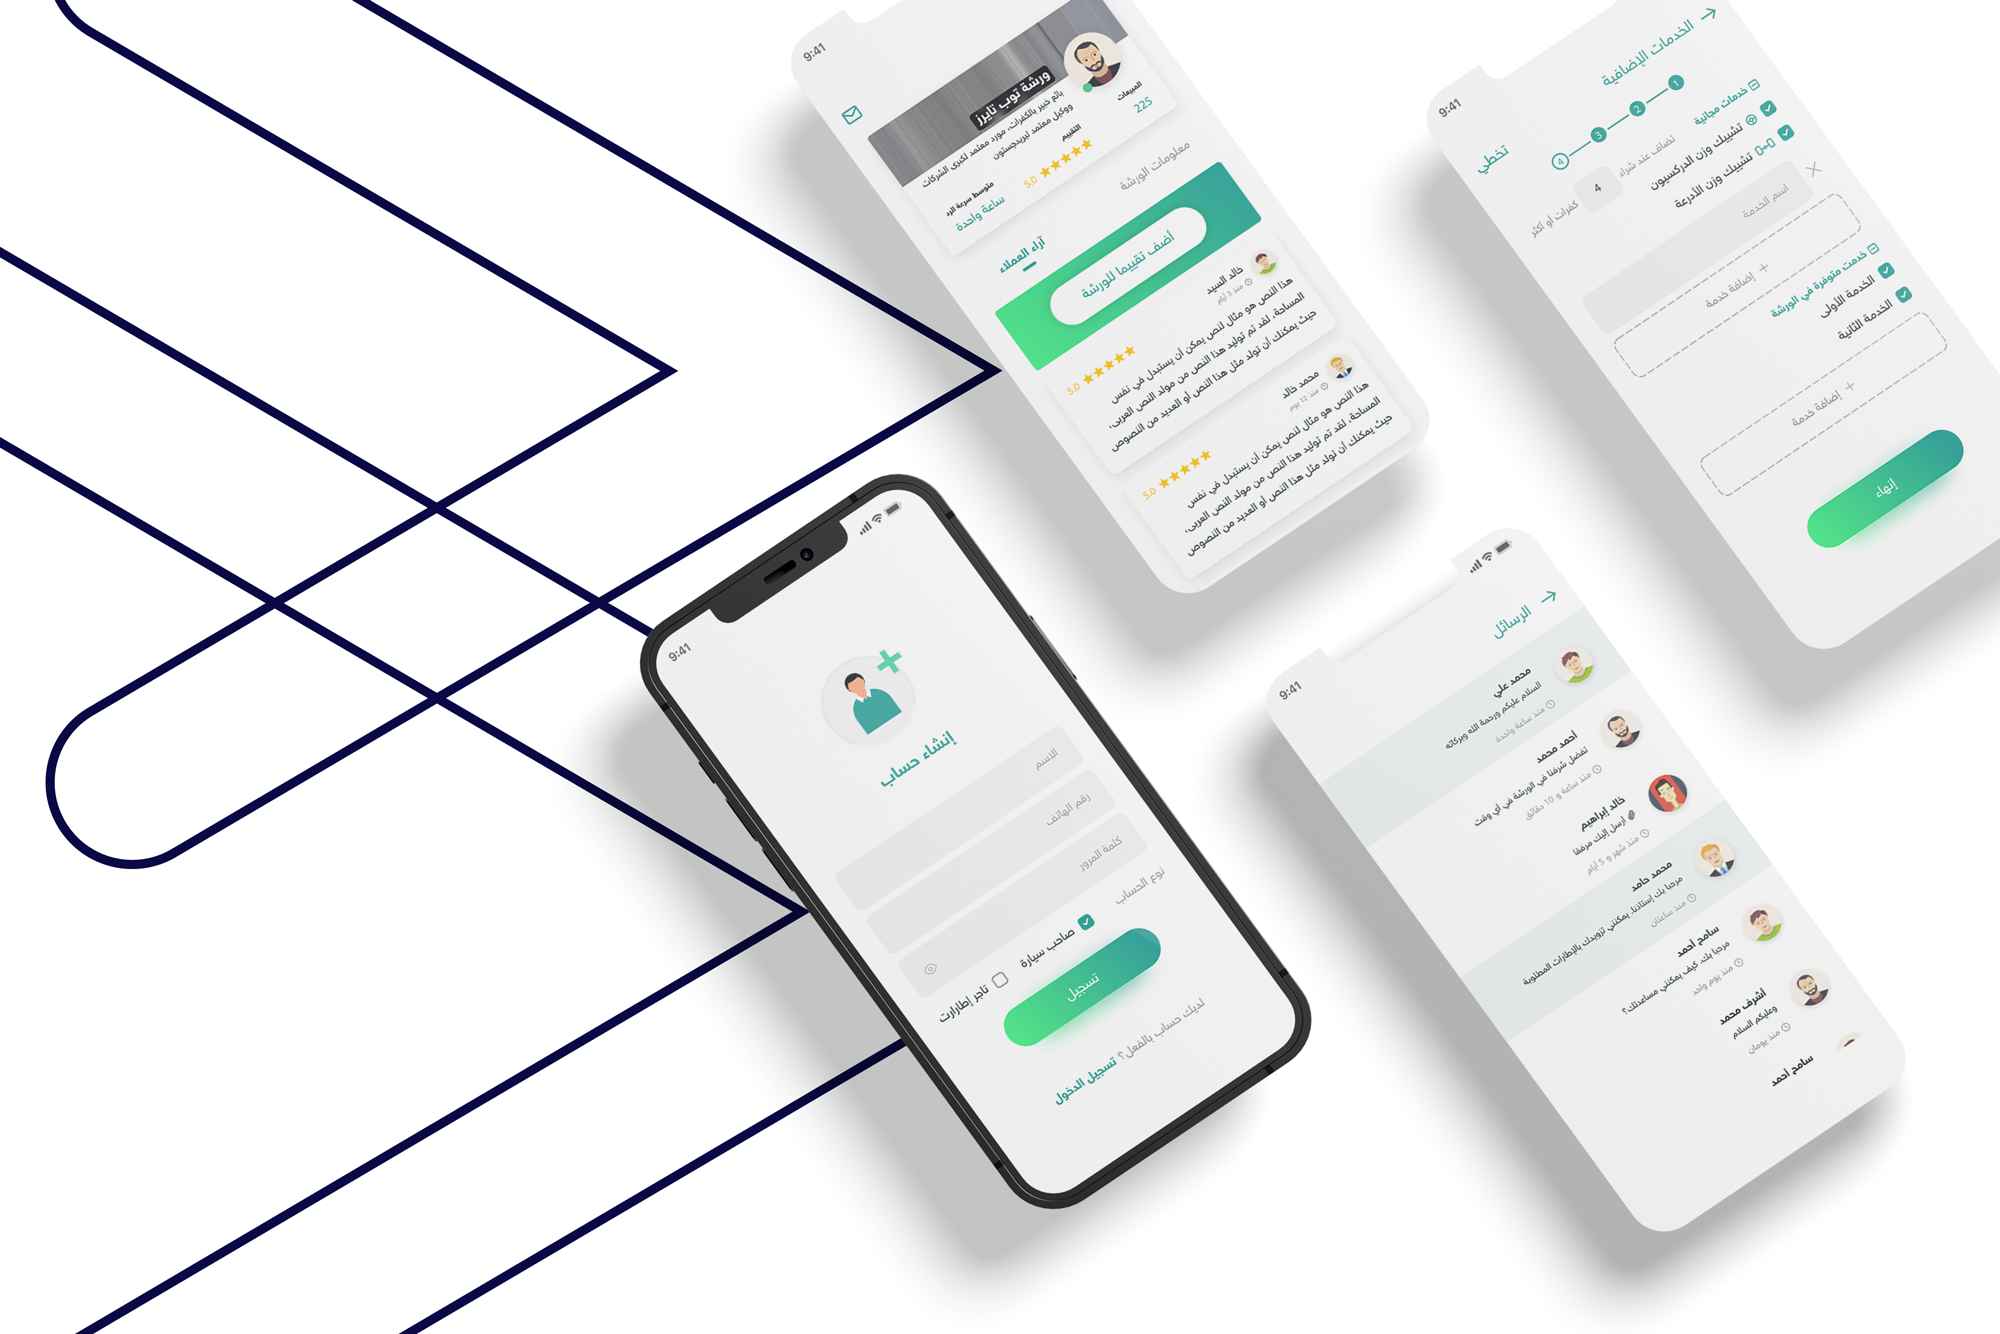 9:41
ورشة توب تايرز
بائع خبير بالكفرات، مورد معتمد لكبرى الشركات
ووكيل معتمد لبريدجستون
المبيعات
225
التقييم
5.0
متوسط سرعة الرد
ساعة واحدة
معلومات الورشة
آراء العملاء
أضف تقييما للورشة
خالد السيد
منذ 3 أيام
5.0
هذا النص هو مثال لنص يمكن أن يستبدل في نفس
المساحة، لقد تم توليد هذا النص من مولد النص العربى،
حيث يمكنك أن تولد مثل هذا النص أو العديد من النصوص
محمد خالد
منذ 12 يوم
5.0
هذا النص هو مثال لنص يمكن أن يستبدل في نفس
المساحة، لقد تم توليد هذا النص من مولد النص العربى،
حيث يمكنك أن تولد مثل هذا النص أو العديد من النصوص
9:41
الخدمات الإضافية
1
2
3
4
تخطي
خدمات مجانية
تضاف عند شراء 4 كفرات أو أكثر
تشييك وزن الدركسيون
تشييك وزن الأذرعة
اسم الخدمة
+ إضافة خدمة
خدمت متوفرة في الورشة
الخدمة الأولى
الخدمة الثانية
+ إضافة خدمة
إنهاء
9:41
إنشاء حساب
الاسم
رقم الهاتف
كلمة المرور
نوع الحساب
صاحب سيارة
تاجر إطارارت
تسجيل
لديك حساب بالفعل؟ تسجيل الدخول
9:41
الرسائل
محمد علي
السلام عليكم ورحمة الله وبركاته
منذ ساعة واحدة
أحمد محمد
تفضل شرفنا في الورشة في أي وقت
منذ ساعة و 10 دقائق
خالد إبراهيم
أرسل إليك مرفقا
منذ شهر و 5 أيام
محمد حامد
مرحبا بك إستاذنا، يمكنني تزويدك بالإطارات المطلوبة
منذ ساعتان
سامح أحمد
مرحبا بك، كيف يمكنني مساعدتك؟
منذ يوم واحد
أشرف محمد
وعليكم السلام
منذ يومان
سامح أحمد